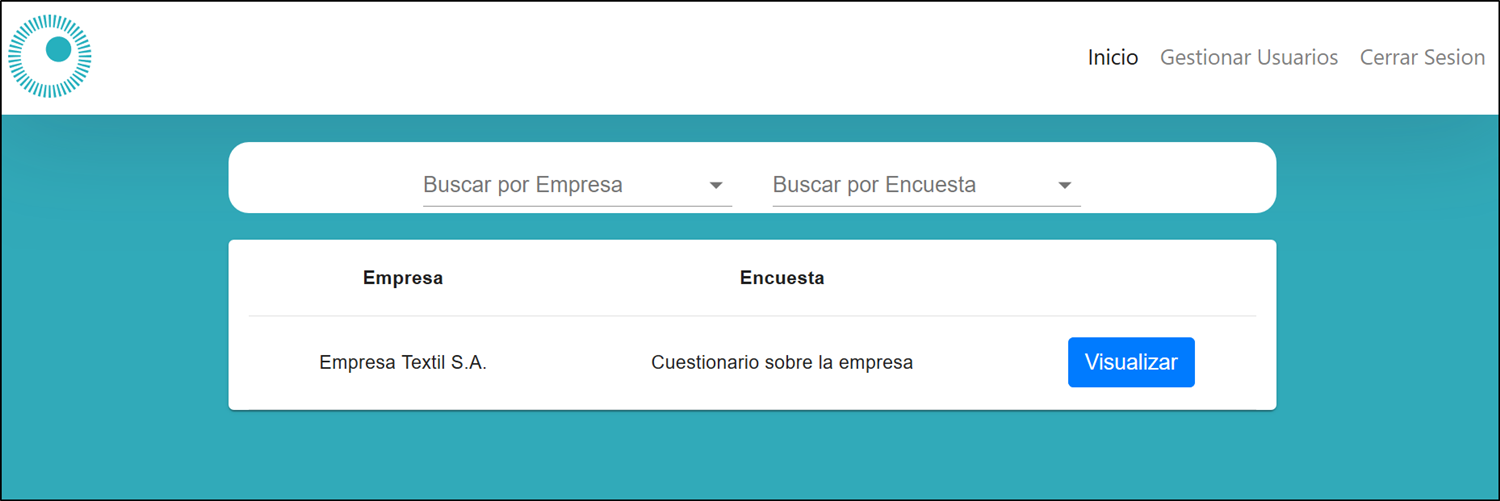 Inicio Gestionar Usuarios Cerrar Sesion
Buscar por Empresa Buscar por Encuesta
Empresa Encuesta
Empresa Textil S.A. Cuestionario sobre la empresa Visualizar